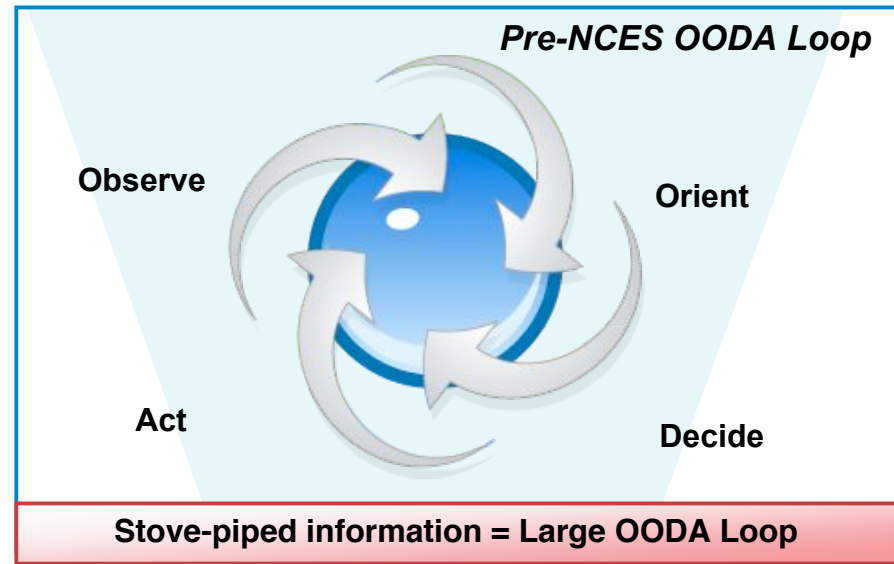 Pre-NCES OODA Loop
Observe
Orient
Act
Decide
Stove-piped information = Large OODA Loop